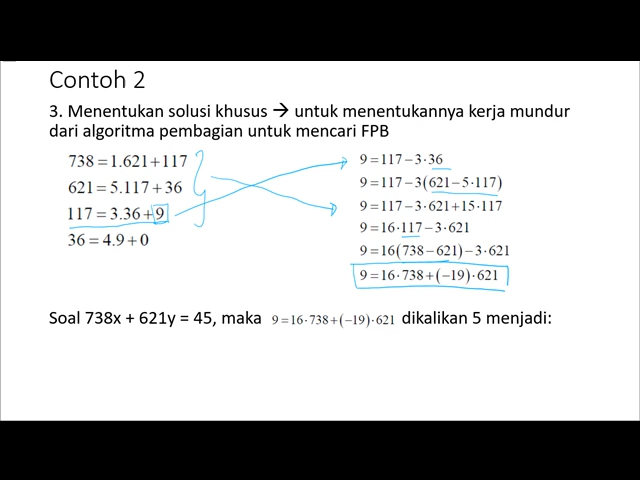 Contoh 2
3. Menentukan solusi khusus → untuk menentukannya kerja mundur
dari algoritma pembagian untuk mencari FPB
738 = 1.621+117
621 = 5.117+36
117 = 3.36+9
36 = 4.9+0
9 = 117−3·36
9 = 117−3(621−5·117)
9 = 117−3·621+15·117
9 = 16·117−3·621
9 = 16(738−621)−3·621
9 = 16·738+(−19)·621
Soal 738x + 621y = 45, maka 9 = 16·738+(−19)·621 dikalikan 5 menjadi: